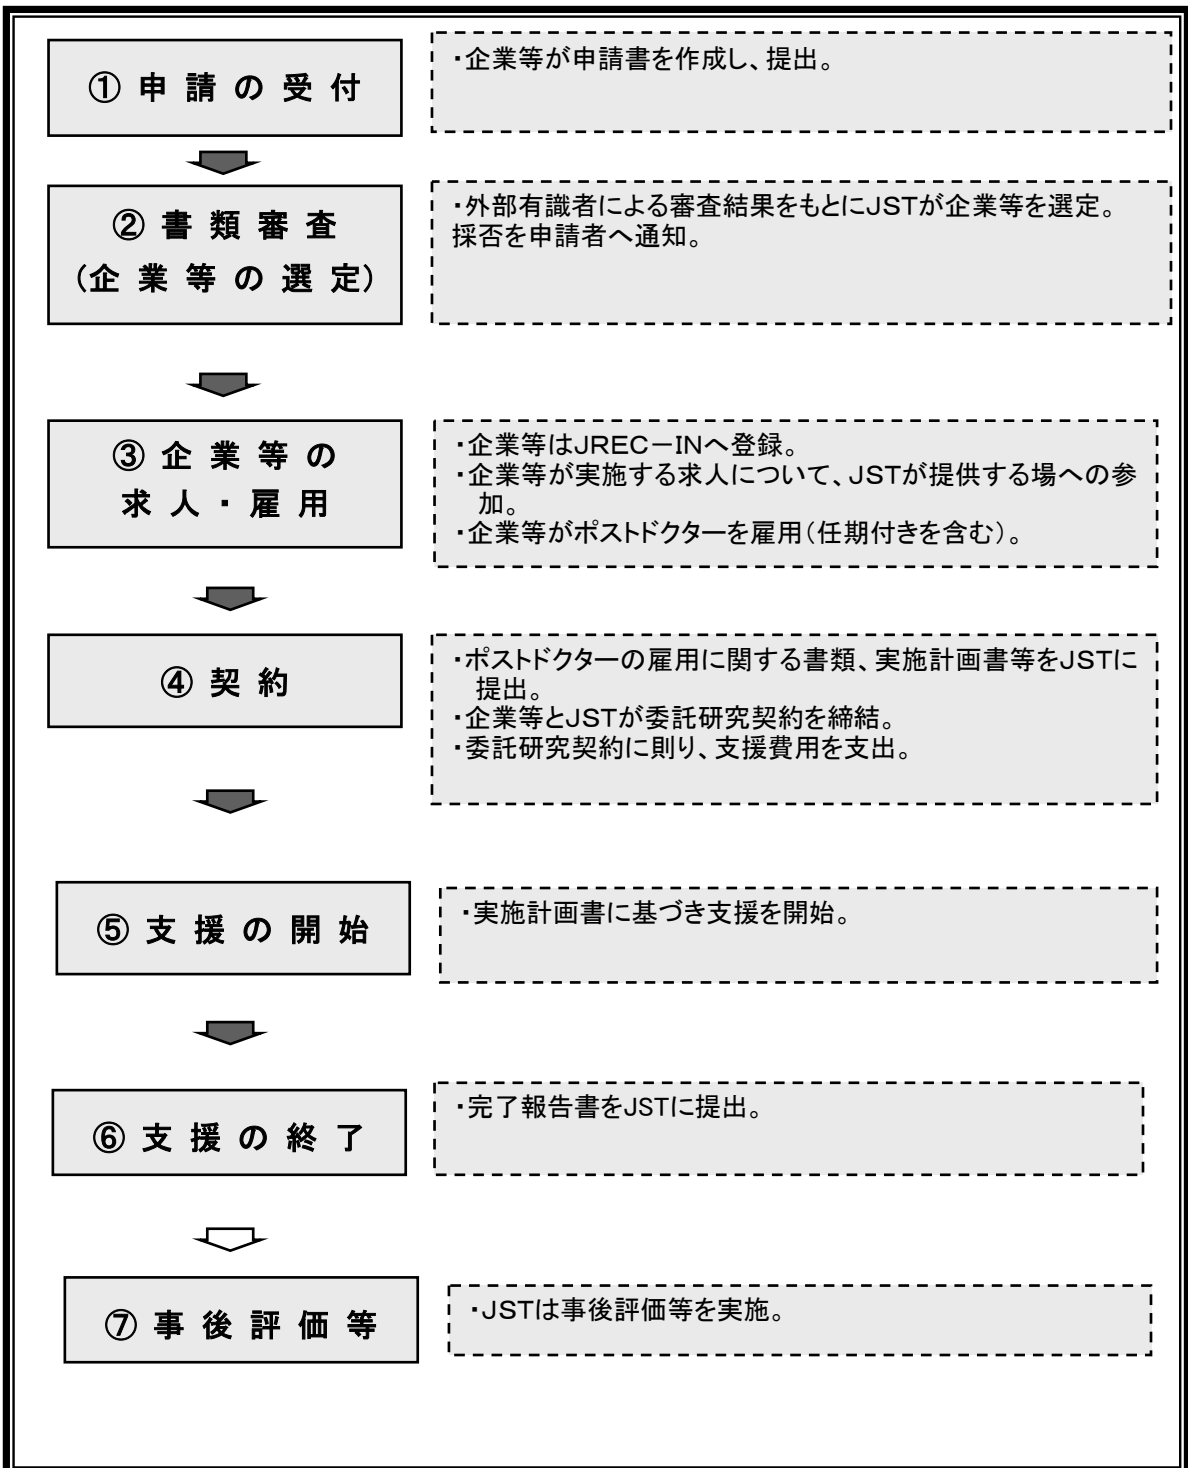 ① 申 請 の 受 付
・企業等が申請書を作成し、提出。
② 書 類 審 査
（企 業 等 の 選 定）
・外部有識者による審査結果をもとにJSTが企業等を選定。
採否を申請者へ通知。
③ 企 業 等 の
求 人 ・ 雇 用
・企業等はJREC－INへ登録。
・企業等が実施する求人について、JSTが提供する場への参
加。
・企業等がポストドクターを雇用（任期付きを含む）。
④ 契 約
・ポストドクターの雇用に関する書類、実施計画書等をJSTに
提出。
・企業等とJSTが委託研究契約を締結。
・委託研究契約に則り、支援費用を支出。
⑤ 支 援 の 開 始
・実施計画書に基づき支援を開始。
⑥ 支 援 の 終 了
・完了報告書をJSTに提出。
⑦ 事 後 評 価 等
・JSTは事後評価等を実施。